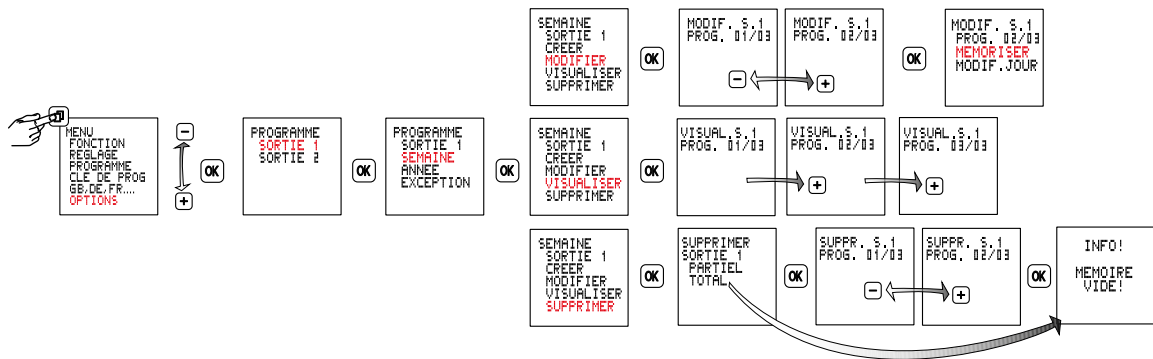 MENU
FONCTION
REGLAGE
PROGRAMME
CLE DE PROG
GB,DE,FR....
OPTIONS
−
+
OK
PROGRAMME
SORTIE 1
SORTIE 2
OK
PROGRAMME
SORTIE 1
SEMAINE
ANNEE
EXCEPTION
OK
SEMAINE
SORTIE 1
CREER
MODIFIER
VISUALISER
SUPPRIMER
OK
MODIF. S.1
PROG. 01/03
−
MODIF. S.1
PROG. 02/03
+
OK
MODIF. S.1
PROG. 02/03
MEMORISER
MODIF.JOUR
SEMAINE
SORTIE 1
CREER
MODIFIER
VISUALISER
SUPPRIMER
OK
VISUAL.S.1
PROG. 01/03
VISUAL.S.1
PROG. 02/03
+
VISUAL.S.1
PROG. 03/03
+
SEMAINE
SORTIE 1
CREER
MODIFIER
VISUALISER
SUPPRIMER
OK
SUPPRIMER
SORTIE 1
PARTIEL
TOTAL
OK
SUPPR. S.1
PROG. 01/03
−
SUPPR. S.1
PROG. 02/03
+
OK
INFO!
MEMOIRE
VIDE!